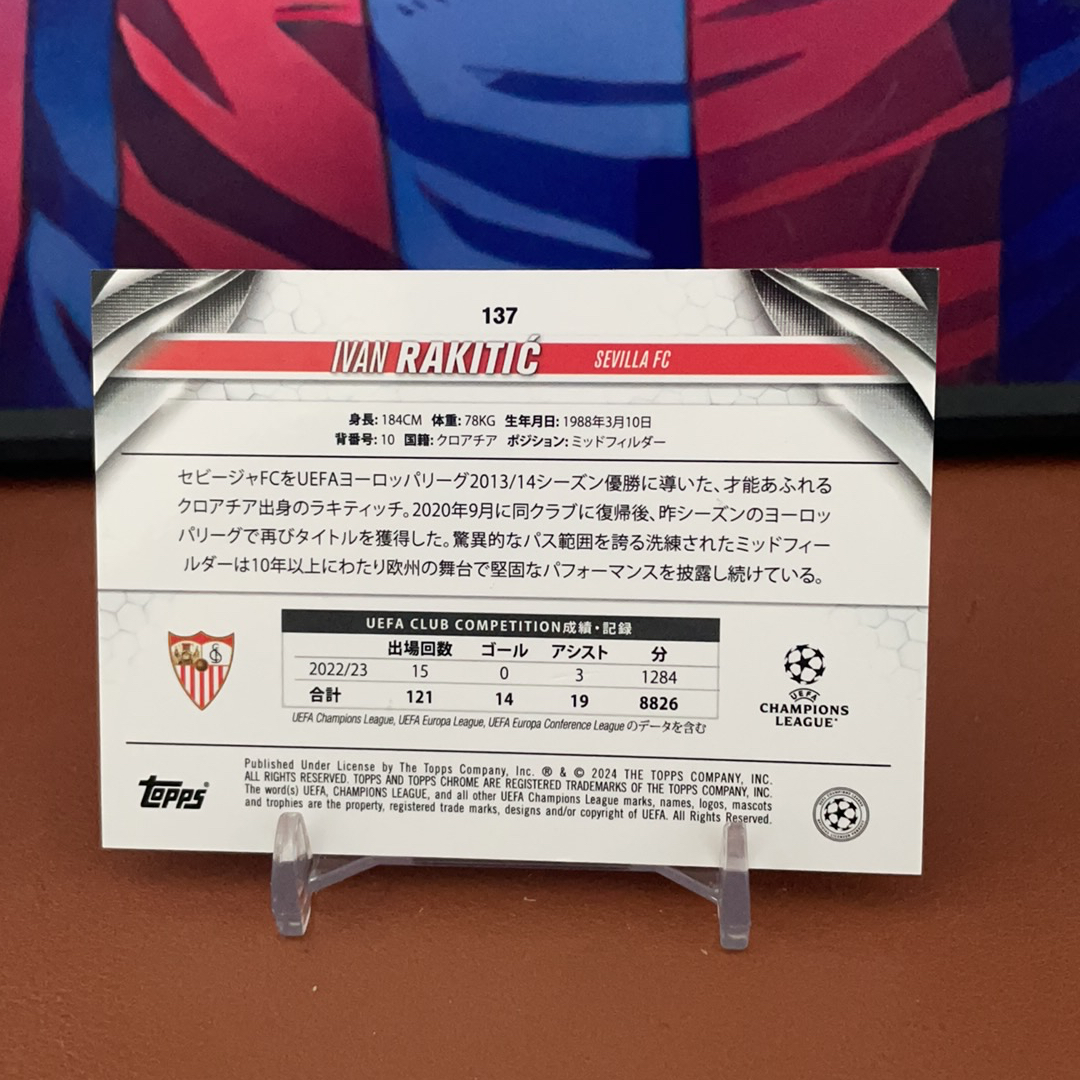 137
IVAN RAKITIĆ SEVILLA FC
身長: 184CM 体重: 78KG 生年月日: 1988年3月10日
背番号: 10 国籍: クロアチア ポジション: ミッドフィルダー
セビージャFCをUEFAヨーロッパリーグ2013/14シーズン優勝に導いた、才能あふれる
クロアチア出身のラキティッチ。2020年9月に同クラブに復帰後、昨シーズンのヨーロッ
パリーグで再びタイトルを獲得した。驚異的なパス範囲を誇る洗練されたミッドフィー
ルダーは10年以上にわたり欧州の舞台で堅固なパフォーマンスを披露し続けている。
UEFA CLUB COMPETITION成績・記録
出場回数 ゴール アシスト 分
2022/23 15 0 3 1284
合計 121 14 19 8826
UEFA Champions League, UEFA Europa League, UEFA Europa Conference League のデータを含む
UEFA
CHAMPIONS
LEAGUE
topps
Published Under License by The Topps Company, Inc. ® & © 2024 THE TOPPS COMPANY, INC.
ALL RIGHTS RESERVED. TOPPS AND TOPPS CHROME ARE REGISTERED TRADEMARKS OF THE TOPPS COMPANY, INC.
The word(s) UEFA, CHAMPIONS LEAGUE, and all other UEFA Champions League marks, names, logos, mascots
and trophies are the property, registered trade marks, designs and/or copyright of UEFA. All Rights Reserved.